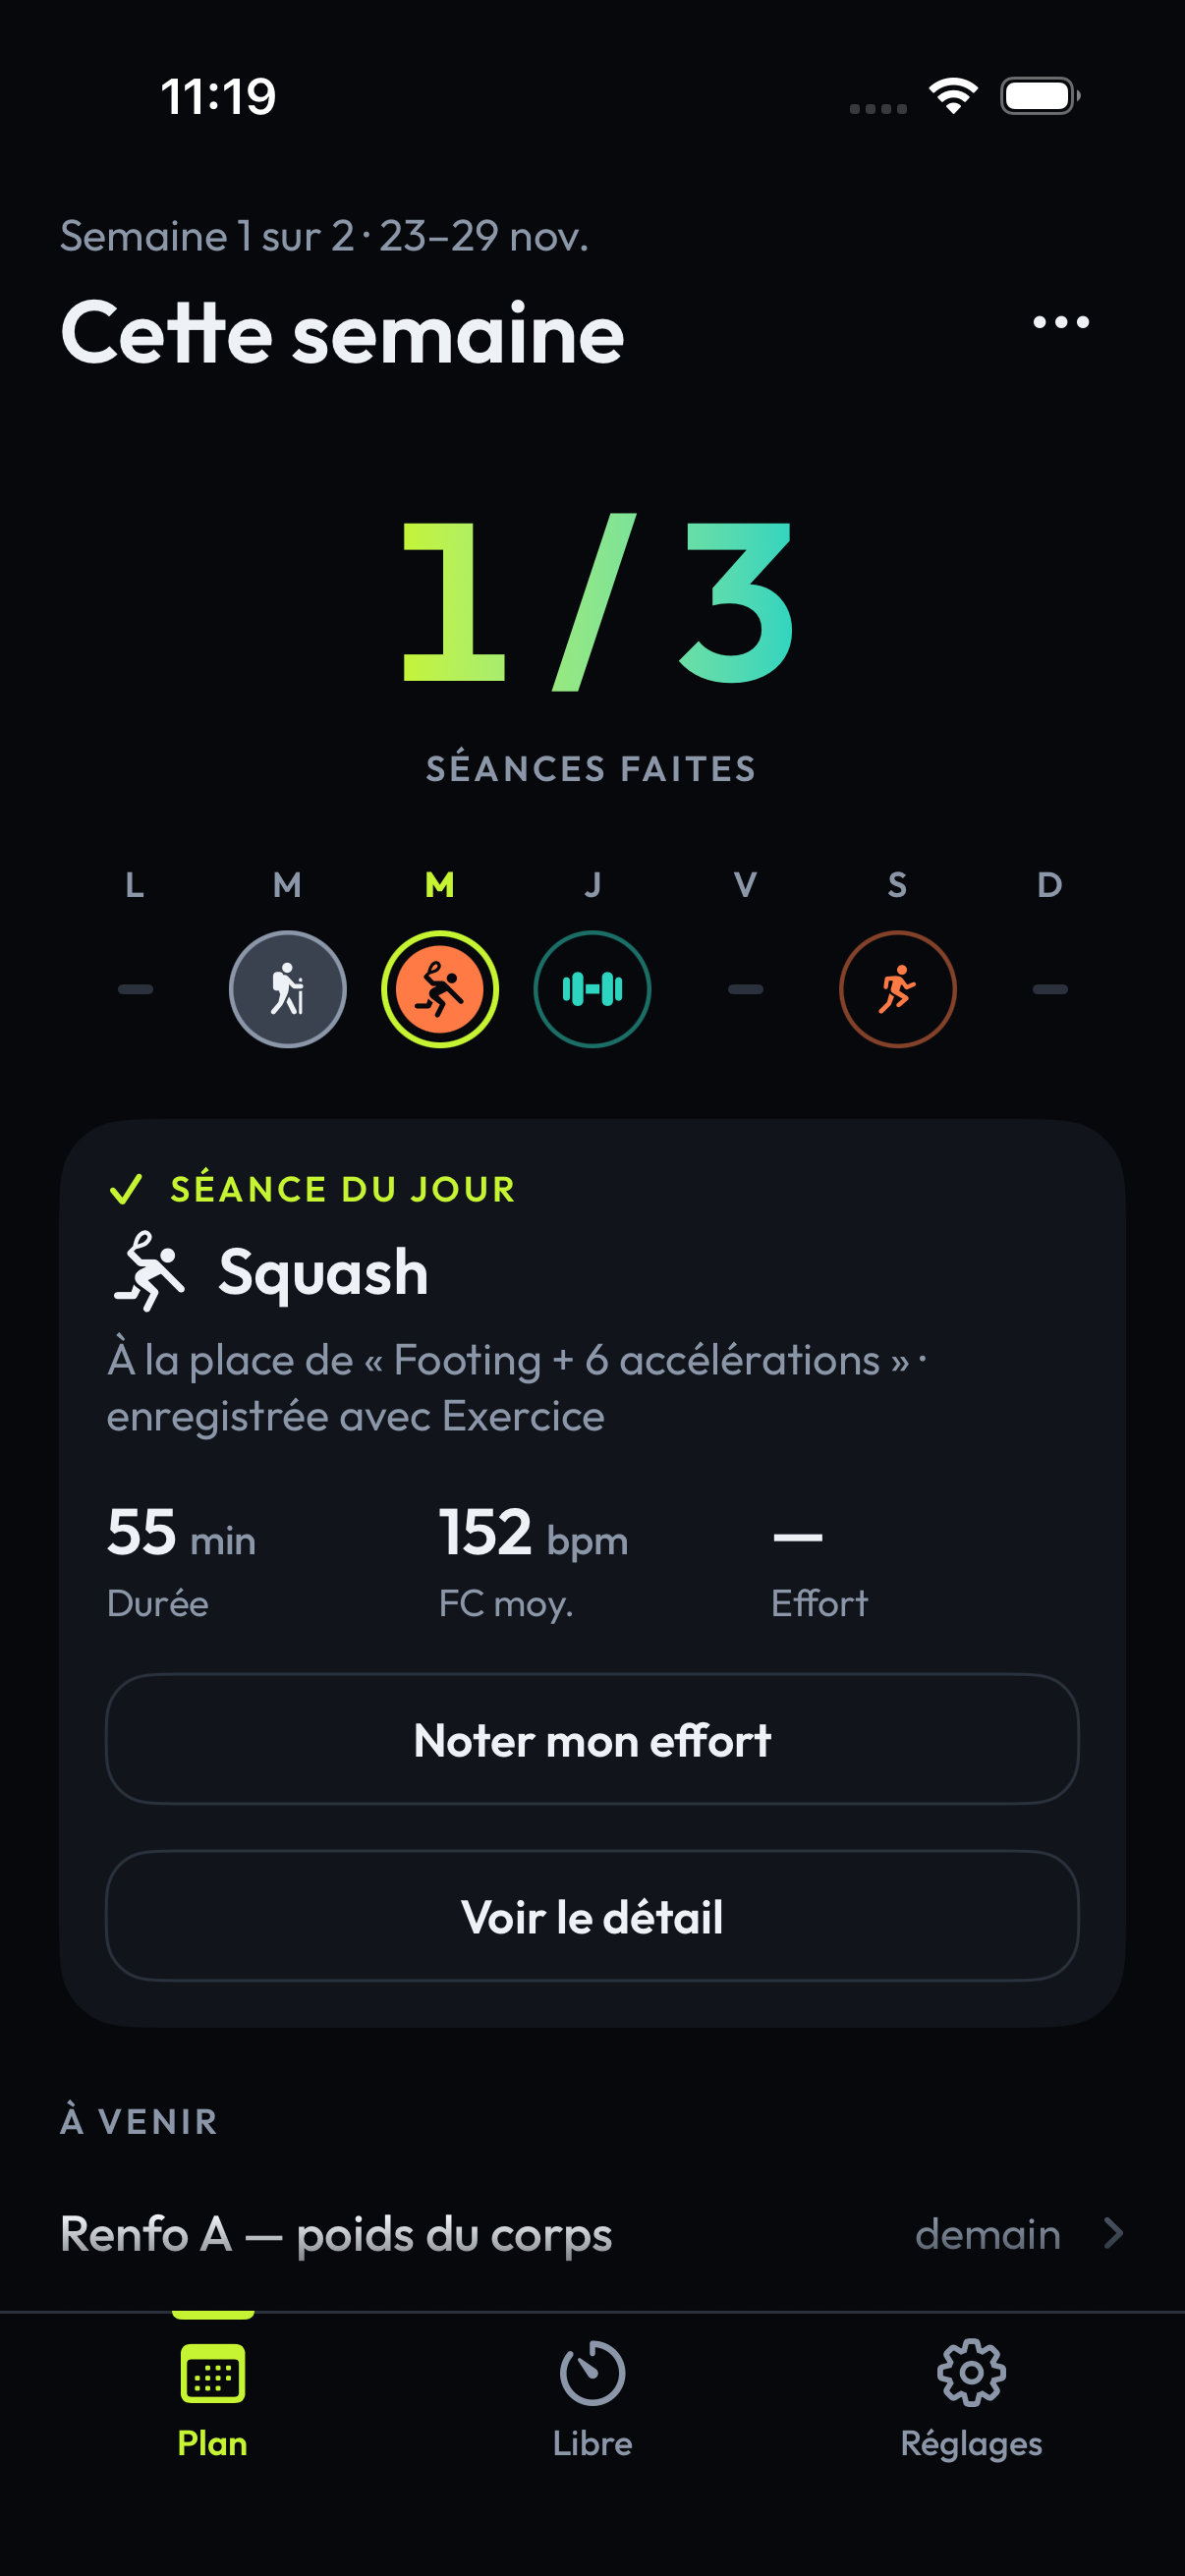 11:19
Semaine 1 sur 2 · 23–29 nov.
Cette semaine
1/3
SÉANCES FAITES
L M M J V S D
SÉANCE DU JOUR
Squash
À la place de « Footing + 6 accélérations » ·
enregistrée avec Exercice
55 min 152 bpm —
Durée FC moy. Effort
Noter mon effort
Voir le détail
À VENIR
Renfo A — poids du corps demain
Plan Libre Réglages